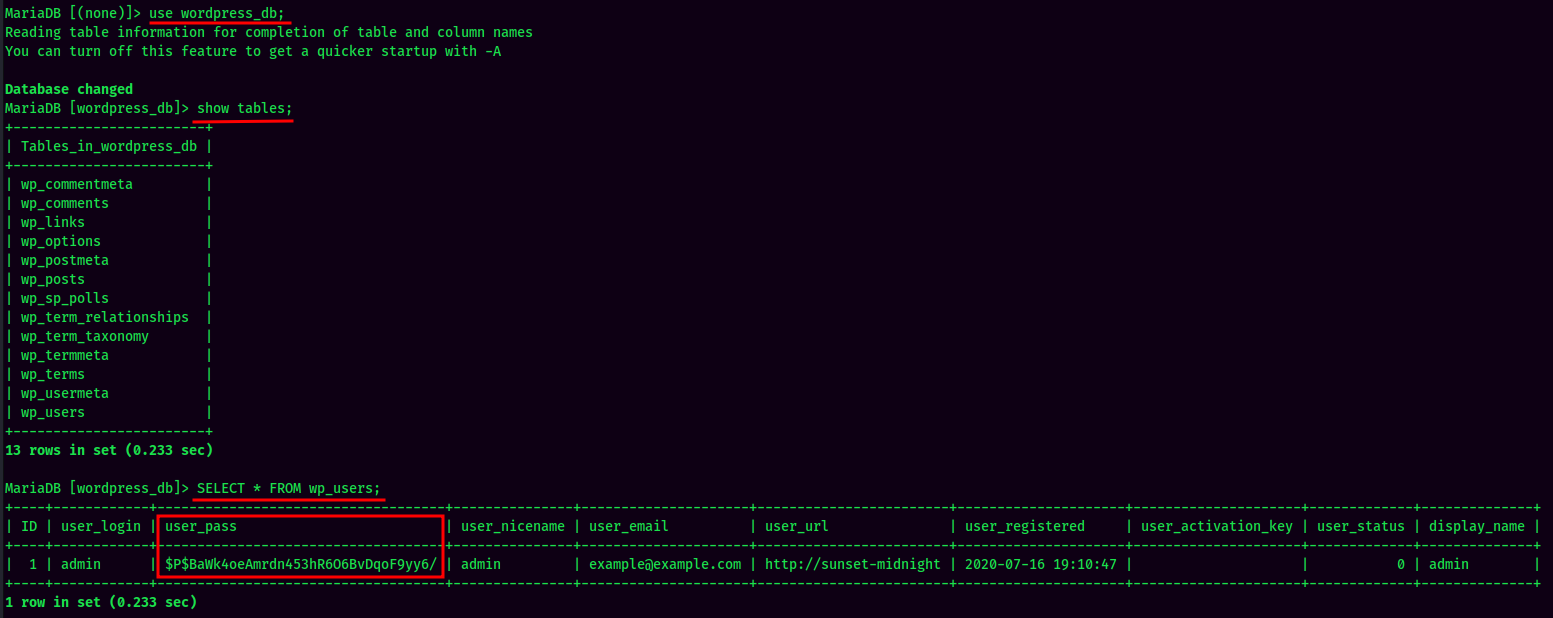 MariaDB [(none)]> use wordpress_db;
Reading table information for completion of table and column names
You can turn off this feature to get a quicker startup with -A
Database changed
MariaDB [wordpress_db]> show tables;
+------------------------+
| Tables_in_wordpress_db |
+------------------------+
| wp_commentmeta         |
| wp_comments            |
| wp_links               |
| wp_options             |
| wp_postmeta            |
| wp_posts               |
| wp_sp_polls            |
| wp_term_relationships  |
| wp_term_taxonomy       |
| wp_termmeta            |
| wp_terms               |
| wp_usermeta            |
| wp_users               |
+------------------------+
13 rows in set (0.233 sec)
MariaDB [wordpress_db]> SELECT * FROM wp_users;
+----+------------+------------------------------------+---------------+---------------------+------------------------+---------------------+---------------------+-------------+--------------+
| ID | user_login | user_pass                          | user_nicename | user_email          | user_url               | user_registered     | user_activation_key | user_status | display_name |
+----+------------+------------------------------------+---------------+---------------------+------------------------+---------------------+---------------------+-------------+--------------+
|  1 | admin      | $P$BaWk4oeAmrdn453hR6O6BvDqoF9yy6/ | admin         | example@example.com | http://sunset-midnight | 2020-07-16 19:10:47 |                     |           0 | admin        |
+----+------------+------------------------------------+---------------+---------------------+------------------------+---------------------+---------------------+-------------+--------------+
1 row in set (0.233 sec)